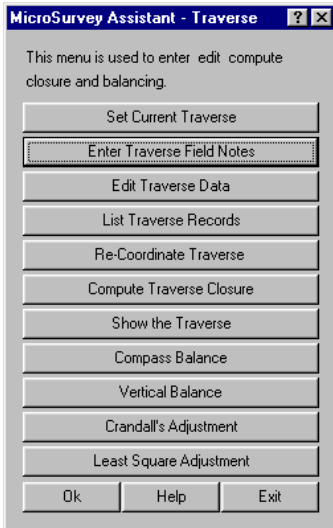 MicroSurvey Assistant - Traverse
This menu is used to enter edit compute
closure and balancing.
Set Current Traverse
Enter Traverse Field Notes
Edit Traverse Data
List Traverse Records
Re-Coordinate Traverse
Compute Traverse Closure
Show the Traverse
Compass Balance
Vertical Balance
Crandall's Adjustment
Least Square Adjustment
Ok Help Exit